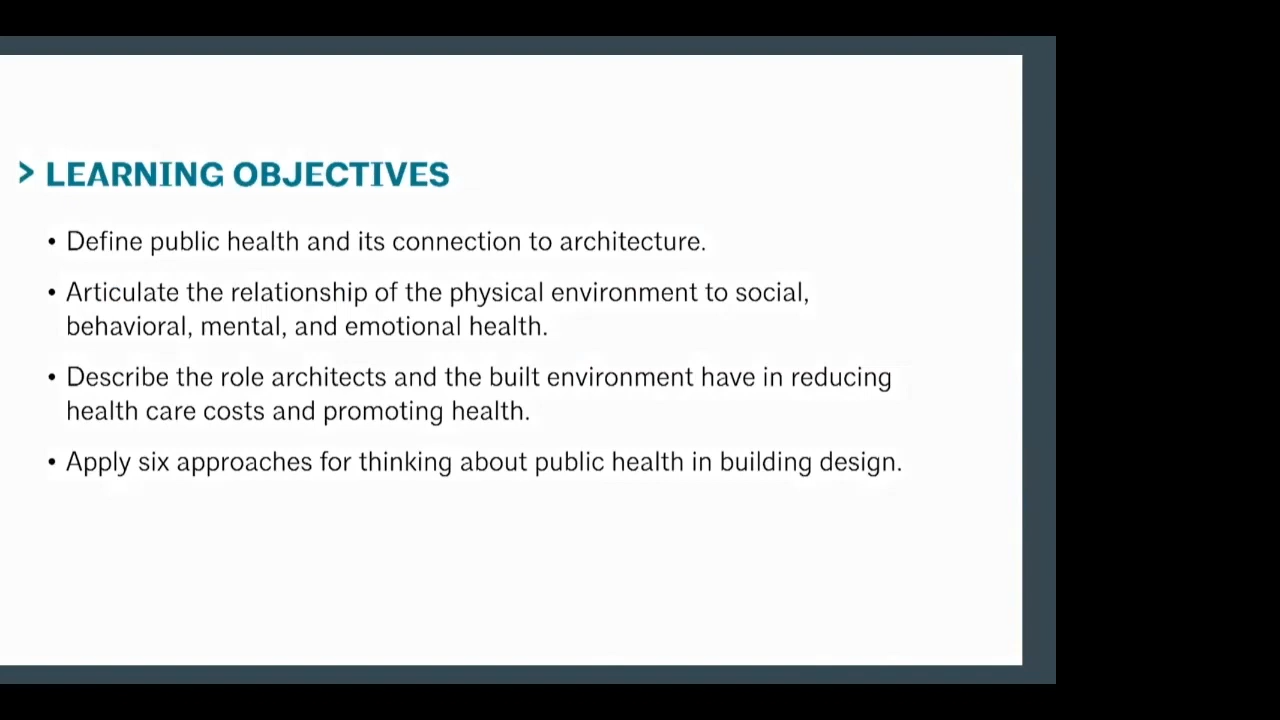 > LEARNING OBJECTIVES
• Define public health and its connection to architecture.
• Articulate the relationship of the physical environment to social,
behavioral, mental, and emotional health.
• Describe the role architects and the built environment have in reducing
health care costs and promoting health.
• Apply six approaches for thinking about public health in building design.